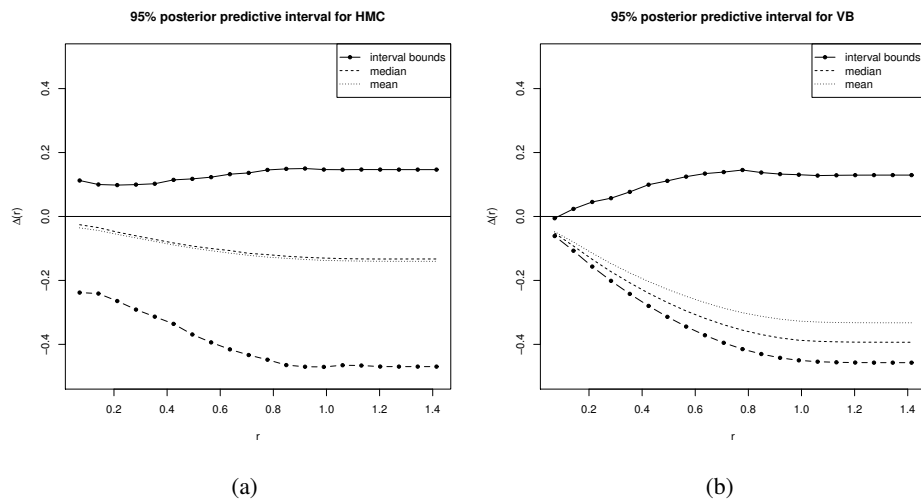 95% posterior predictive interval for HMC
interval bounds
median
mean
Δ(r)
0.4
0.2
0.0
−0.2
−0.4
0.2
0.4
0.6
0.8
1.0
1.2
1.4
r
(a)
95% posterior predictive interval for VB
interval bounds
median
mean
Δ(r)
0.4
0.2
0.0
−0.2
−0.4
0.2
0.4
0.6
0.8
1.0
1.2
1.4
r
(b)